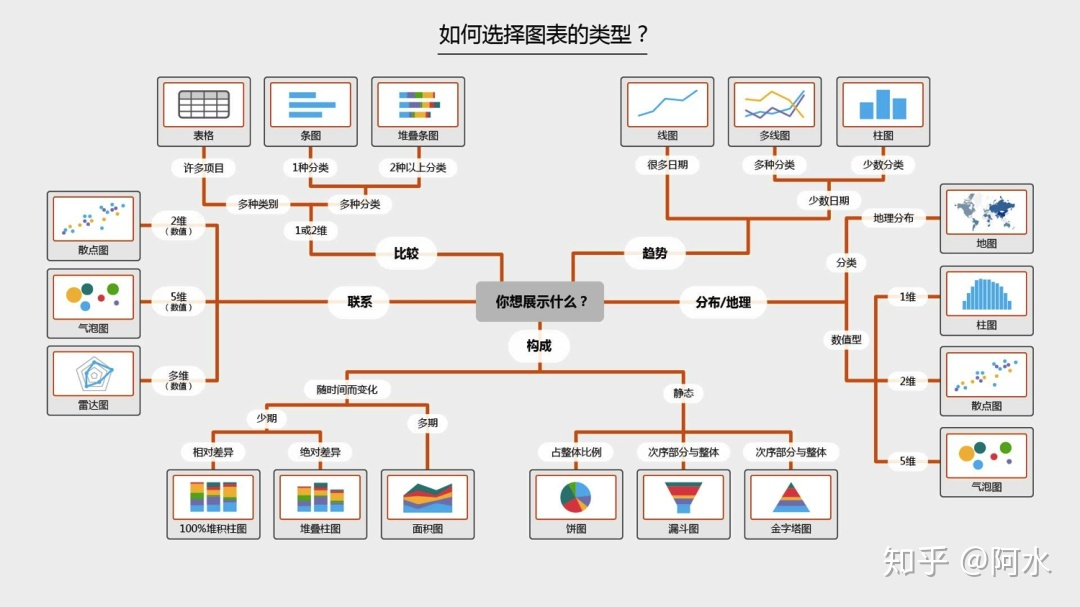 如何选择图表的类型？
表格
条图
堆叠条图
线图
多线图
柱图
许多项目
1种分类
2种以上分类
很多日期
多种分类
少数分类
多种类别
多种分类
少数日期
1或2维
散点图
2维
（数值）
比较
趋势
地理分布
地图
分类
气泡图
5维
（数值）
联系
你想展示什么？
分布/地理
1维
柱图
构成
数值型
雷达图
多维
（数值）
2维
散点图
随时间而变化
静态
少期
多期
相对差异
绝对差异
占整体比例
次序部分与整体
次序部分与整体
5维
气泡图
100%堆积柱图
堆叠柱图
面积图
饼图
漏斗图
金字塔图
知乎 @阿水